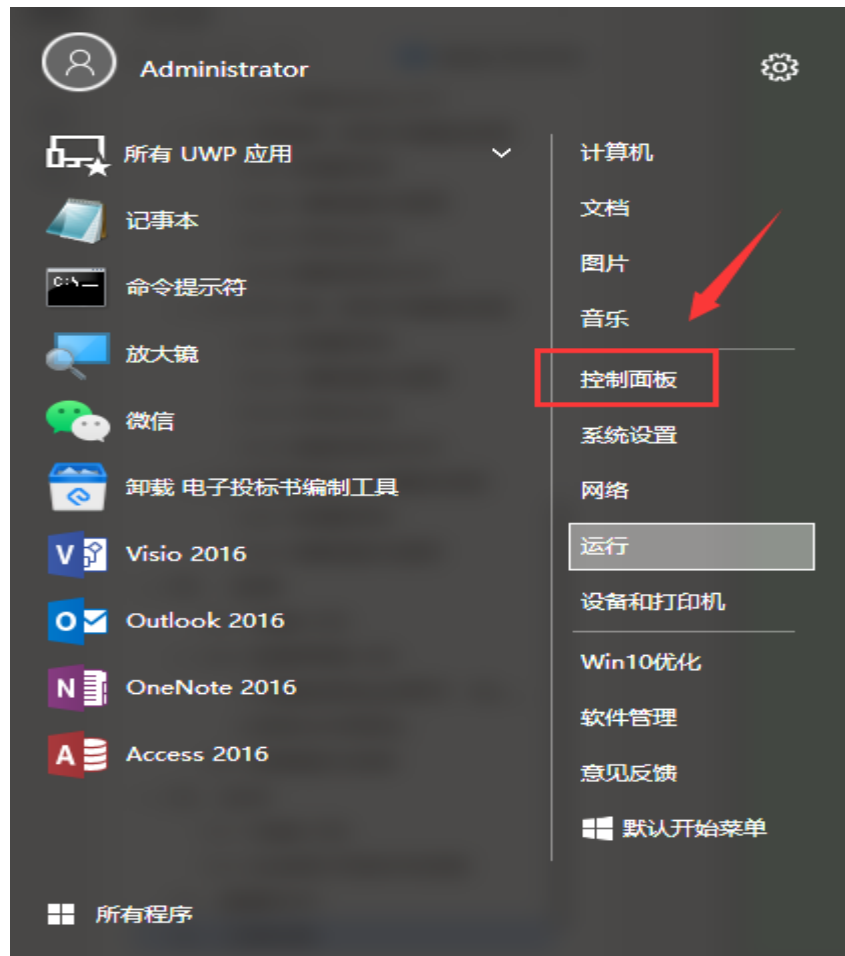 Administrator
所有 UWP 应用
记事本
C:\
命令提示符
放大镜
微信
卸载 电子投标书编制工具
Visio 2016
Outlook 2016
OneNote 2016
Access 2016
所有程序
计算机
文档
图片
音乐
控制面板
系统设置
网络
运行
设备和打印机
Win10优化
软件管理
意见反馈
默认开始菜单